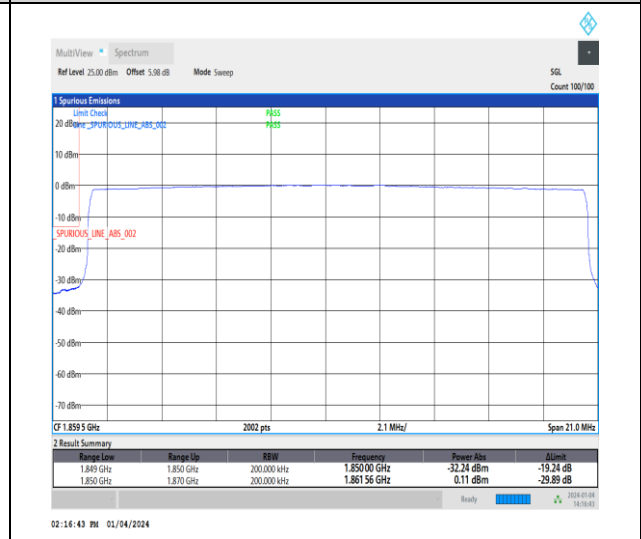 MultiView Spectrum
Ref Level 25.00 dBm Offset 5.98 dB Mode Sweep SGL
Count 100/100
1 Spurious Emissions
Limit Check PASS
20 dBm Line _SPURIOUS_LINE_ABS_002 PASS
10 dBm
0 dBm
-10 dBm
_SPURIOUS_LINE_ABS_002
-20 dBm
-30 dBm
-40 dBm
-50 dBm
-60 dBm
-70 dBm
CF 1.8595 GHz 2002 pts 2.1 MHz/ Span 21.0 MHz
2 Result Summary
Range Low Range Up RBW Frequency Power Abs ΔLimit
1.849 GHz 1.850 GHz 200.000 kHz 1.85000 GHz -32.24 dBm -19.24 dB
1.850 GHz 1.870 GHz 200.000 kHz 1.86156 GHz 0.11 dBm -29.89 dB
Ready 2024-01-04
14:16:43
02:16:43 PM 01/04/2024